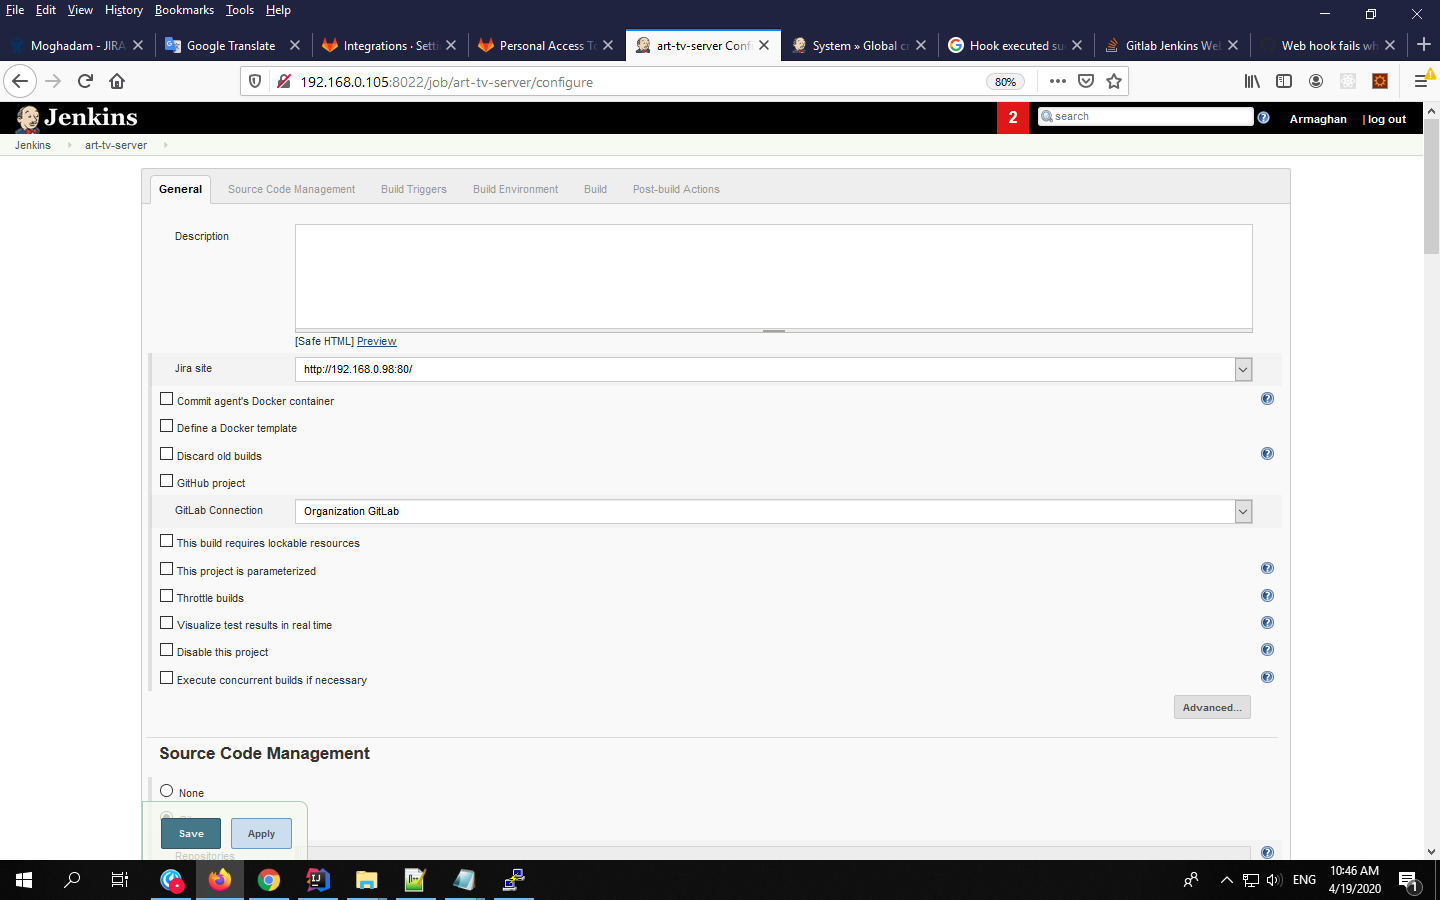 File Edit View History Bookmarks Tools Help
Moghadam - JIRA
Google Translate
Integrations · Setti
Personal Access To
art-tv-server Confi
System » Global cr
Hook executed suc
Gitlab Jenkins Web
Web hook fails wh
192.168.0.105:8022/job/art-tv-server/configure
80%
Jenkins
2
search
Armaghan
| log out
Jenkins
art-tv-server
General
Source Code Management
Build Triggers
Build Environment
Build
Post-build Actions
Description
[Safe HTML] Preview
Jira site
http://192.168.0.98:80/
Commit agent's Docker container
Define a Docker template
Discard old builds
GitHub project
GitLab Connection
Organization GitLab
This build requires lockable resources
This project is parameterized
Throttle builds
Visualize test results in real time
Disable this project
Execute concurrent builds if necessary
Advanced...
Source Code Management
None
Save
Apply
Repositories
ENG
10:46 AM
4/19/2020
1